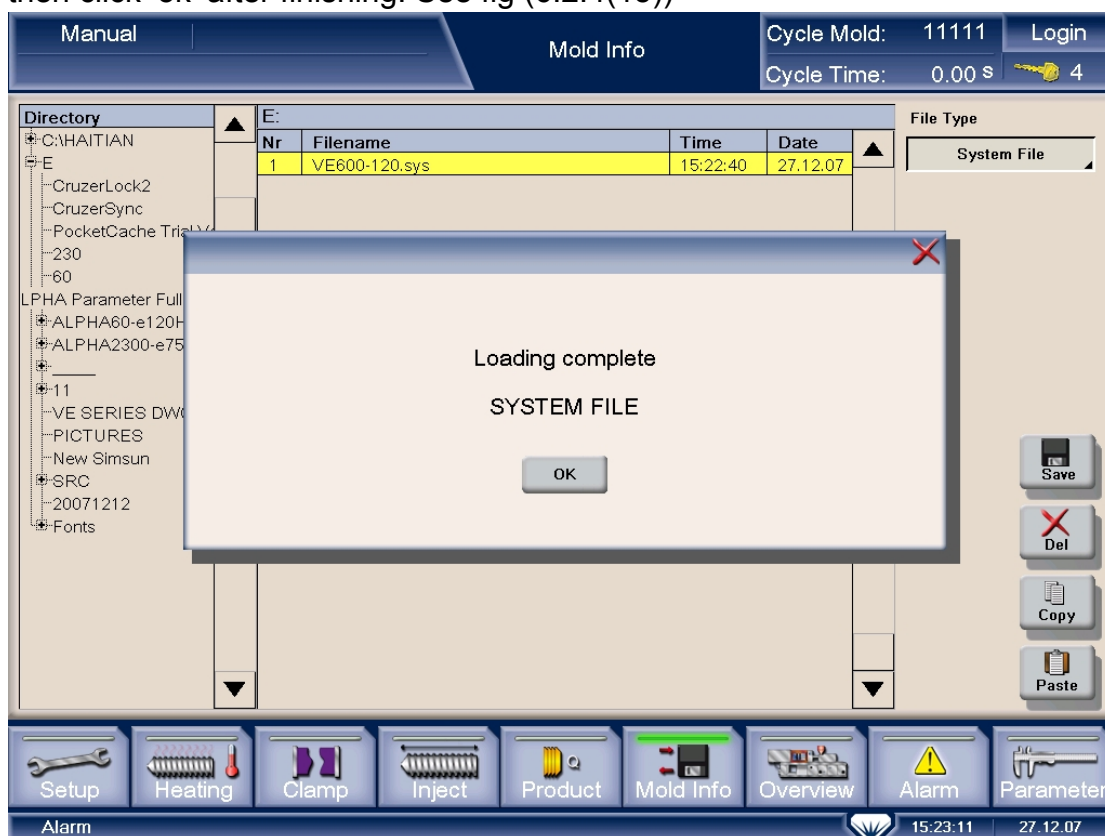 then click 'ok' after finishing. See fig
Manual
Mold Info
Cycle Mold: 11111
Login
Cycle Time: 0.00 s
4
Directory
C:\HAITIAN
E
CruzerLock2
CruzerSync
PocketCache Trial
230
60
LPHA Parameter Full
ALPHA60-e120H
ALPHA2300-e75
11
VE SERIES DW
PICTURES
New Simsun
SRC
20071212
Fonts
E:
Nr Filename Time Date
1 VE600-120.sys 15:22:40 27.12.07
File Type
System File
Loading complete
SYSTEM FILE
OK
Save
Del
Copy
Paste
Setup
Heating
Clamp
Inject
Product
Mold Info
Overview
Alarm
Parameter
Alarm
15:23:11 27.12.07